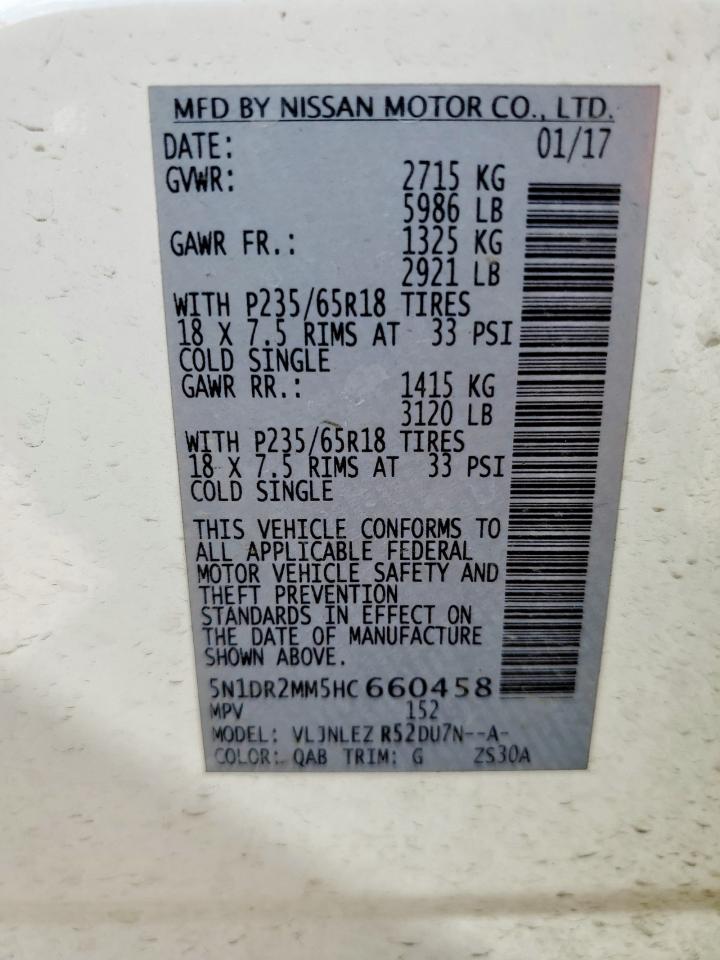 MFD BY NISSAN MOTOR CO., LTD.
DATE: 01/17
GVWR: 2715 KG
5986 LB
GAWR FR.: 1325 KG
2921 LB
WITH P235/65R18 TIRES
18 X 7.5 RIMS AT 33 PSI
COLD SINGLE
GAWR RR.: 1415 KG
3120 LB
WITH P235/65R18 TIRES
18 X 7.5 RIMS AT 33 PSI
COLD SINGLE
THIS VEHICLE CONFORMS TO
ALL APPLICABLE FEDERAL
MOTOR VEHICLE SAFETY AND
THEFT PREVENTION
STANDARDS IN EFFECT ON
THE DATE OF MANUFACTURE
SHOWN ABOVE.
5N1DR2MM5HC 660458
MPV 152
MODEL: VLJNLEZ R52DU7N--A-
COLOR: QAB TRIM: G ZS30A